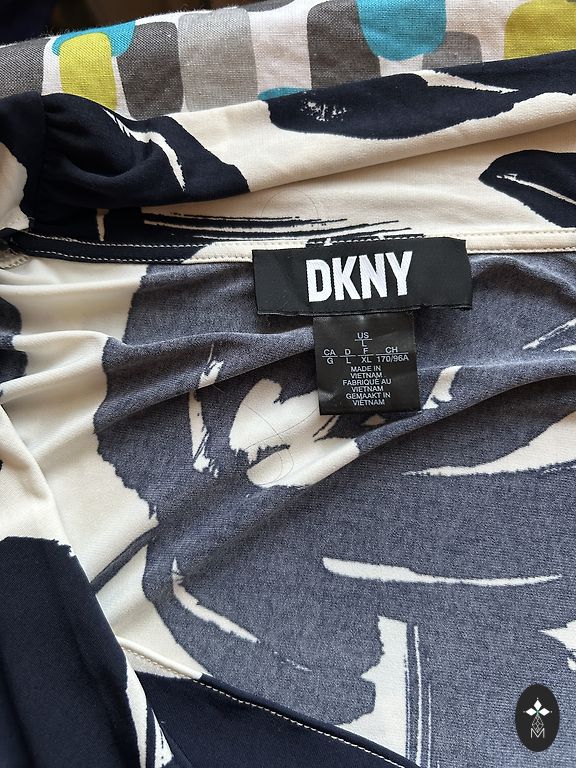 DKNY
US
L
CA D F CH
G L XL 170/96A
MADE IN
VIETNAM
FABRIQUÉ AU
VIETNAM
GEMAAKT IN
VIETNAM
M